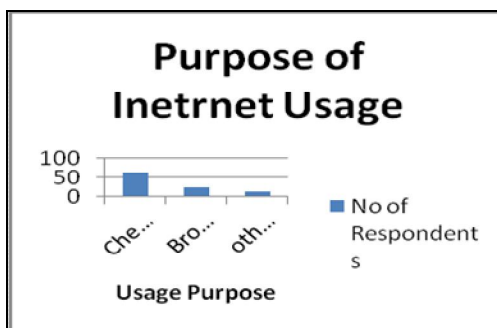 Purpose of
Inetrnet Usage
100
50
0
Che...
Bro...
oth...
No of
Respondent
s
Usage Purpose